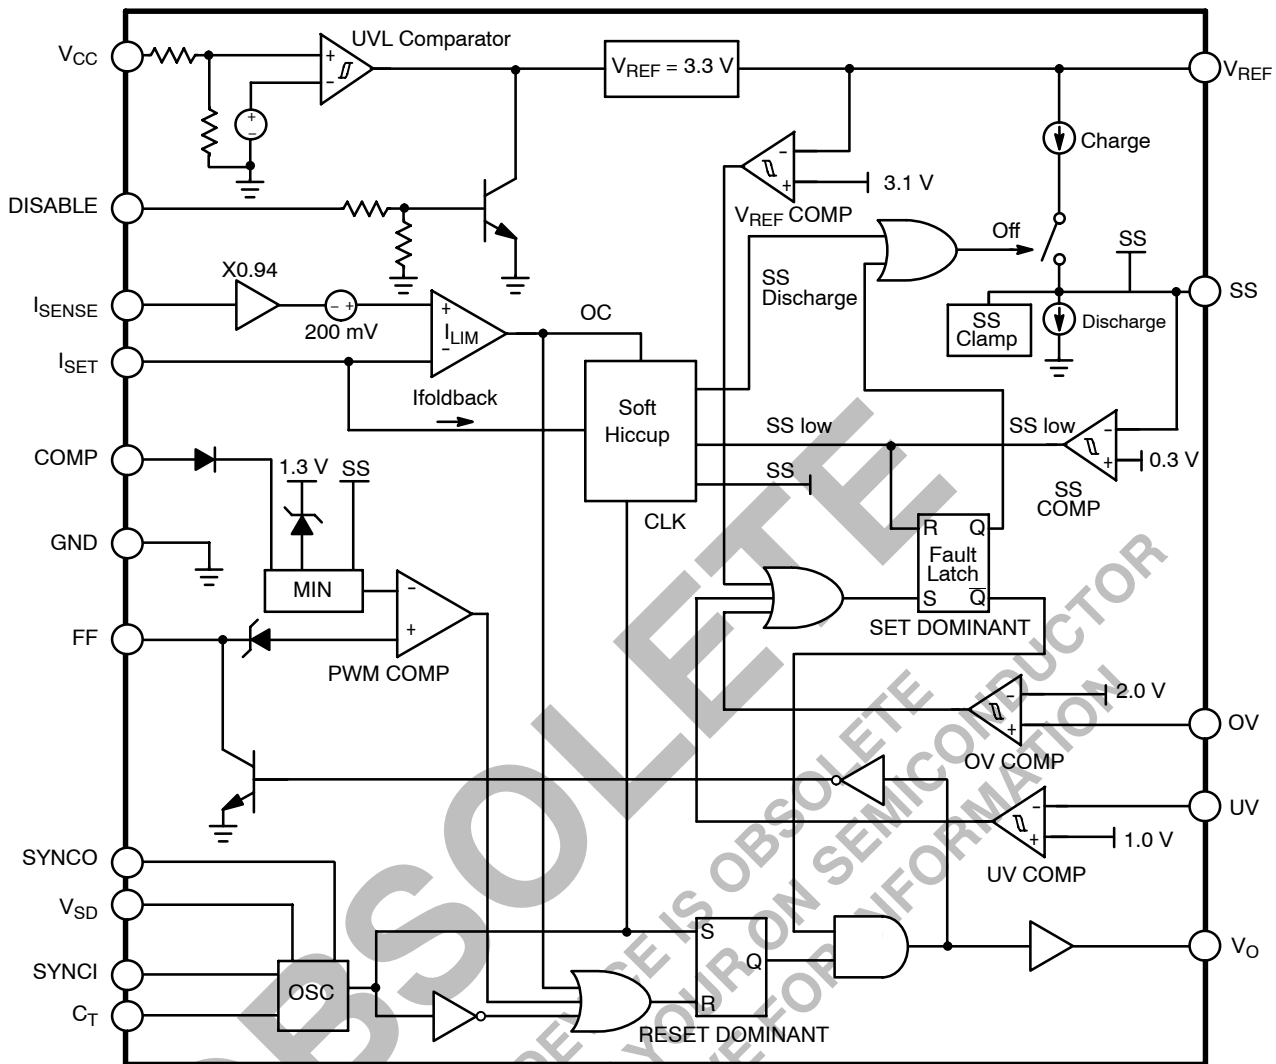 VCC
UVL Comparator
VREF = 3.3 V
VREF
+
-
+
-
Charge
-
+
3.1 V
VREF COMP
DISABLE
Off
SS
X0.94
SS
Discharge
ISENSE
- +
200 mV
+
ILIM
-
OC
SS
Clamp
Discharge
SS
ISET
Ifoldback
Soft
Hiccup
SS low
SS low
-
+
0.3 V
SS
COMP
COMP
1.3 V
SS
SS
CLK
GND
R Q
Fault
Latch
S Q
SET DOMINANT
MIN
-
+
PWM COMP
FF
-
+
2.0 V
OV
OV COMP
-
+
1.0 V
UV
UV COMP
SYNCO
VSD
SYNCI
CT
OSC
S
Q
R
RESET DOMINANT
VO
OBSOLETE
DEVICE IS OBSOLETE
YOUR ON SEMICONDUCTOR
FOR INFORMATION